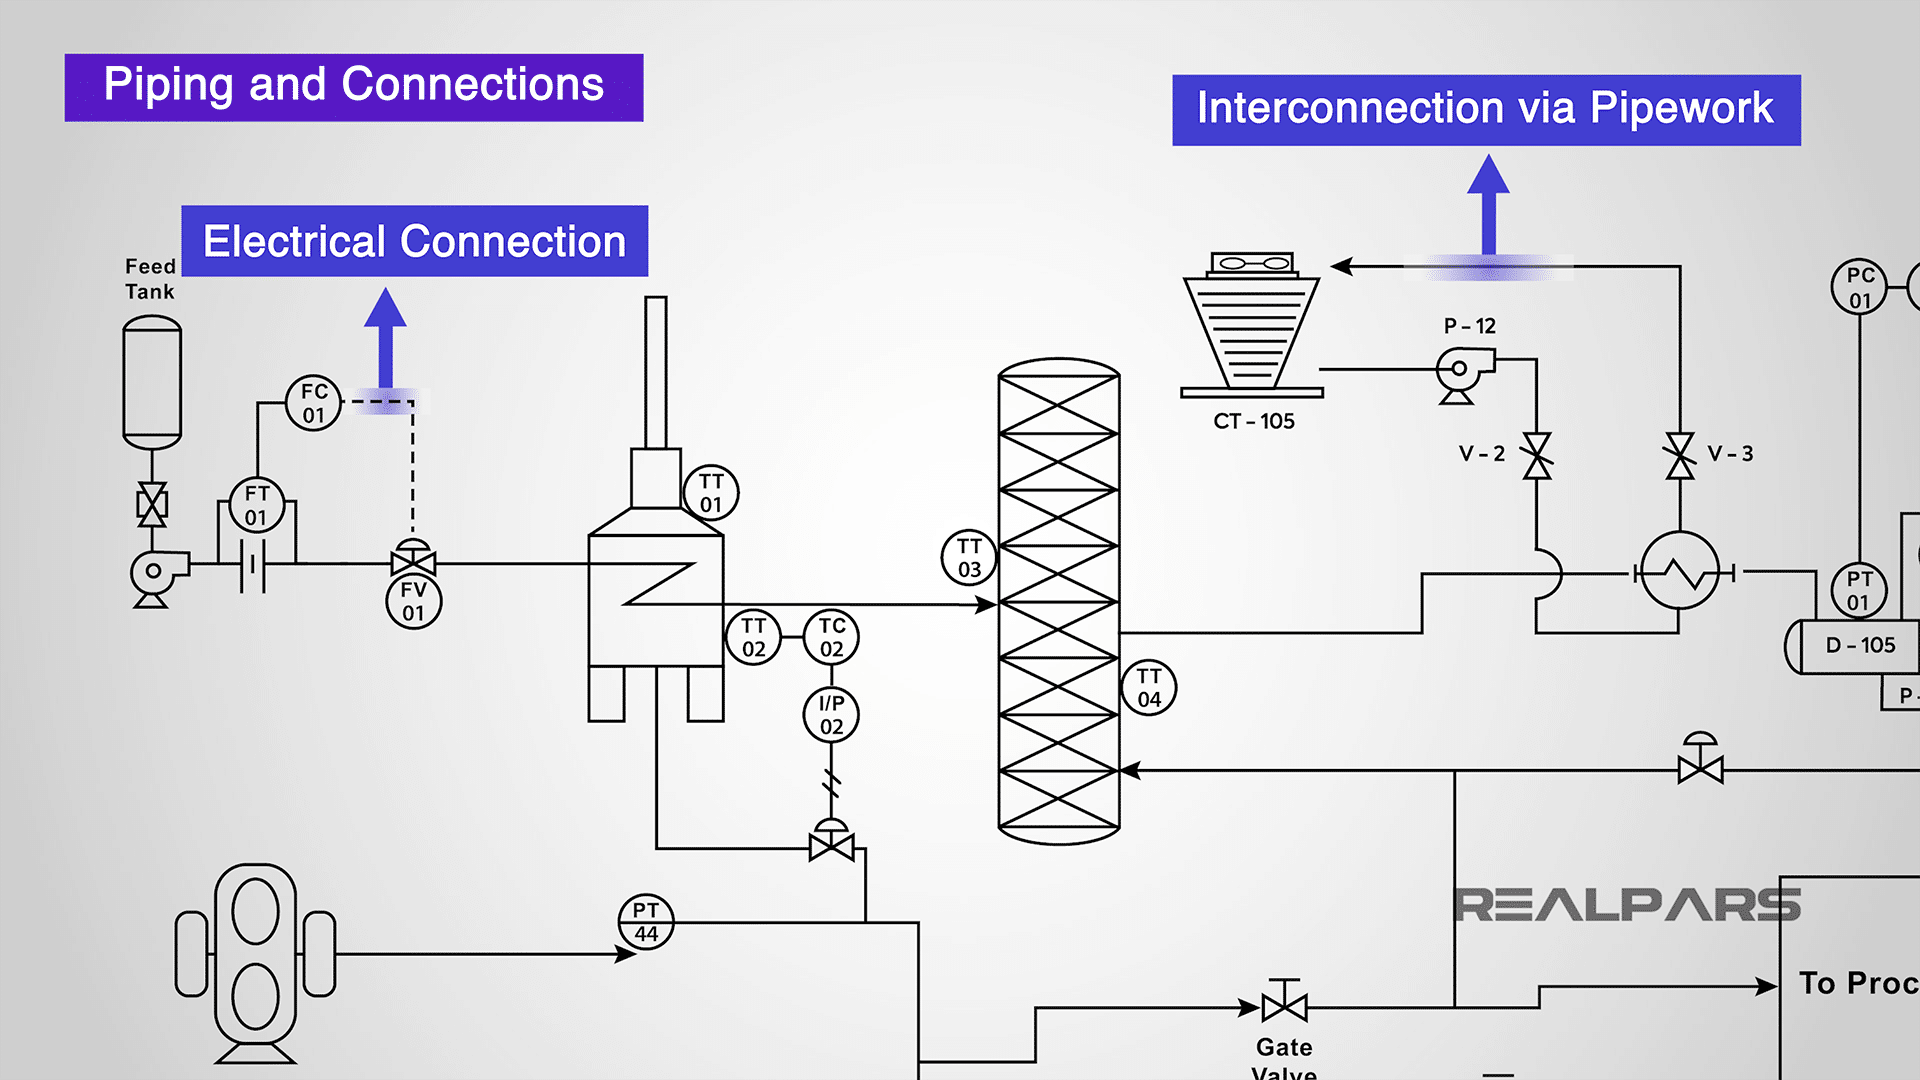 Piping and Connections
Interconnection via Pipework
Electrical Connection
Feed
Tank
PC
01
P-12
FC
01
CT-105
V-2
V-3
TT
01
FT
01
TT
03
FV
01
PT
01
TT
02
TC
02
D-105
TT
04
P-
I/P
02
REALPARS
PT
44
To Proc
Gate
Valve